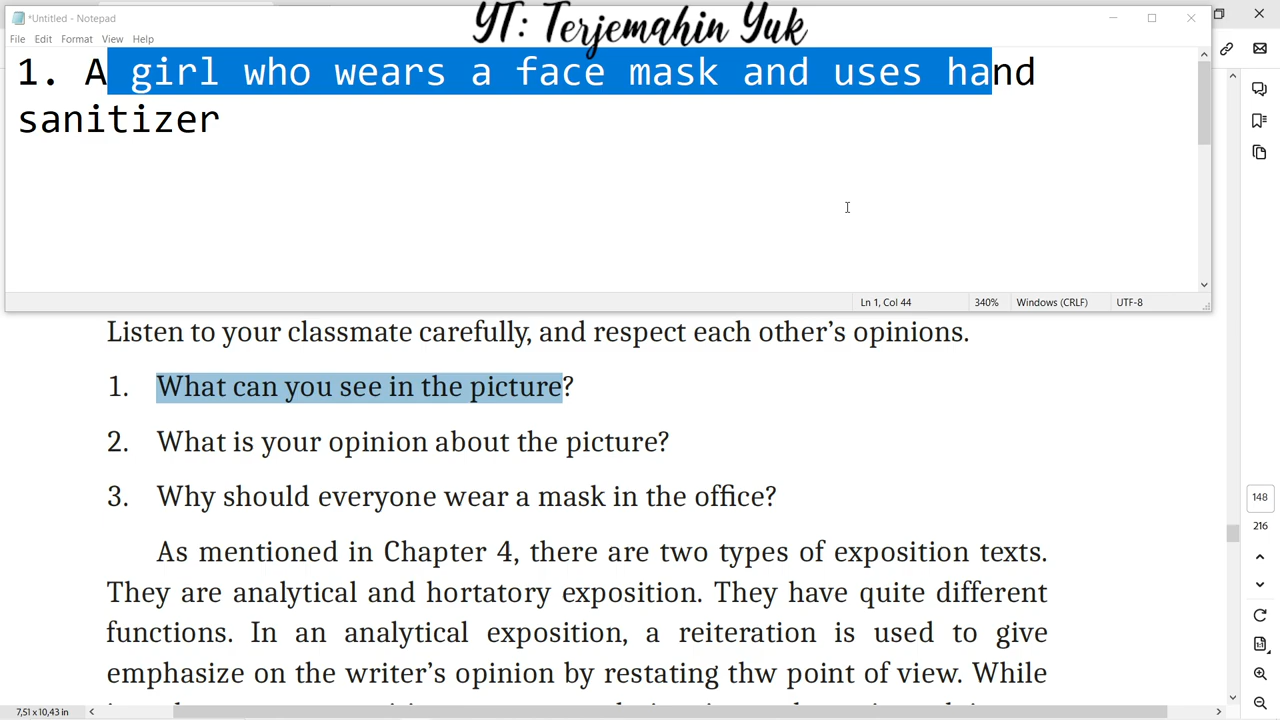 *Untitled - Notepad
YT: Terjemahin Yuk
File Edit Format View Help
1. A girl who wears a face mask and uses hand
sanitizer
Ln 1, Col 44 340% Windows (CRLF) UTF-8
Listen to your classmate carefully, and respect each other's opinions.
1. What can you see in the picture?
2. What is your opinion about the picture?
3. Why should everyone wear a mask in the office?
148
216
As mentioned in Chapter 4, there are two types of exposition texts.
They are analytical and hortatory exposition. They have quite different
functions. In an analytical exposition, a reiteration is used to give
emphasize on the writer's opinion by restating thw point of view. While
7,51 x 10,43 in